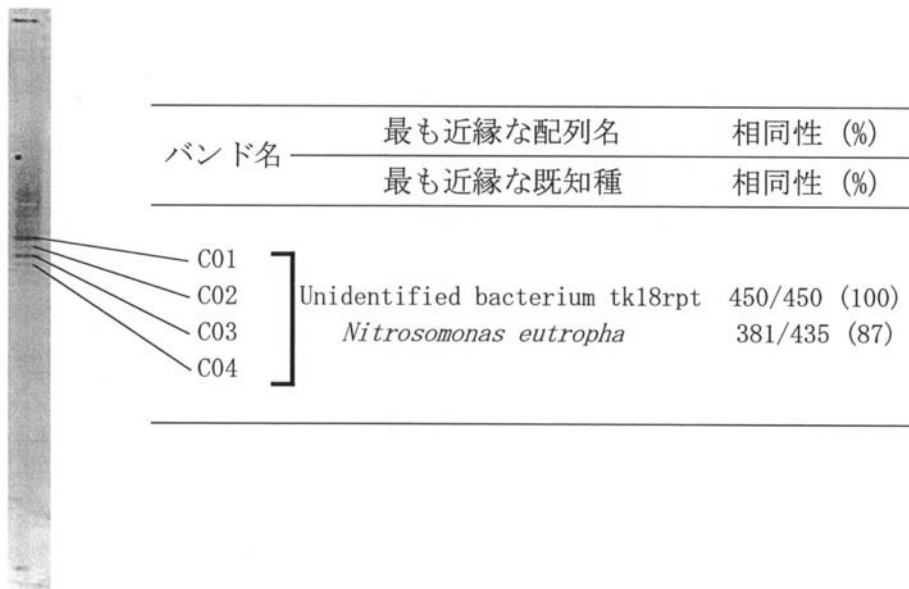 バンド名
最も近縁な配列名 相同性 (%)
最も近縁な既知種 相同性 (%)
C01
C02
C03
C04
Unidentified bacterium tk18rpt 450/450 (100)
Nitrosomonas eutropha 381/435 (87)